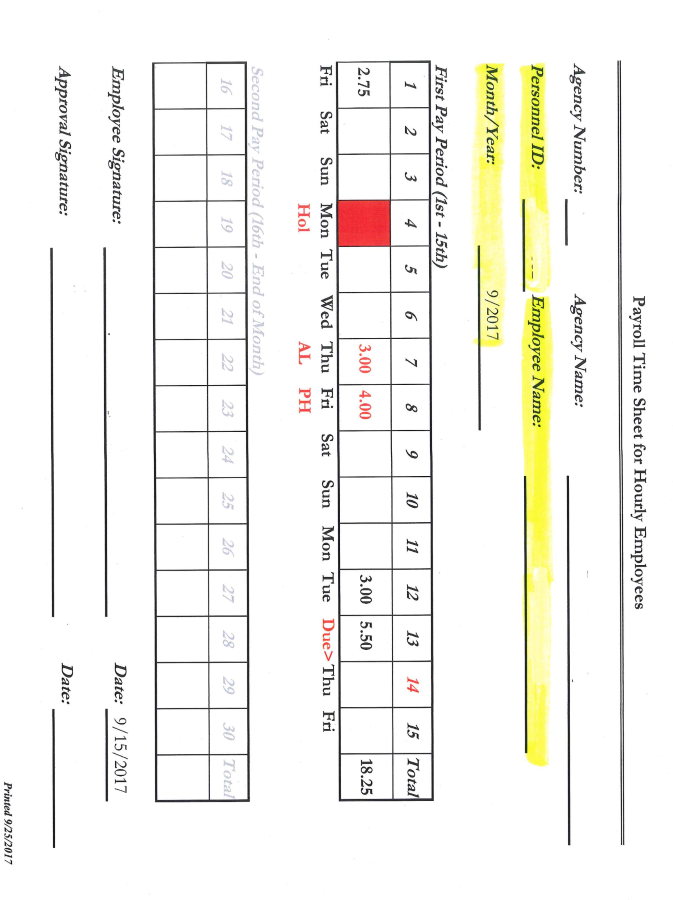 Payroll Time Sheet for Hourly Employees
Agency Number: Agency Name:
Personnel ID: Employee Name:
Month/Year: 9/2017
First Pay Period (1st - 15th)
1 2 3 4 5 6 7 8 9 10 11 12 13 14 15 Total
2.75 3.00 4.00 3.00 5.50 18.25
Fri Sat Sun Mon Tue Wed Thu Fri Sat Sun Mon Tue Due> Thu Fri
Hol AL PH
Second Pay Period (16th - End of Month)
16 17 18 19 20 21 22 23 24 25 26 27 28 29 30 Total
Employee Signature: Date: 9/15/2017
Approval Signature: Date:
Printed 9/25/2017